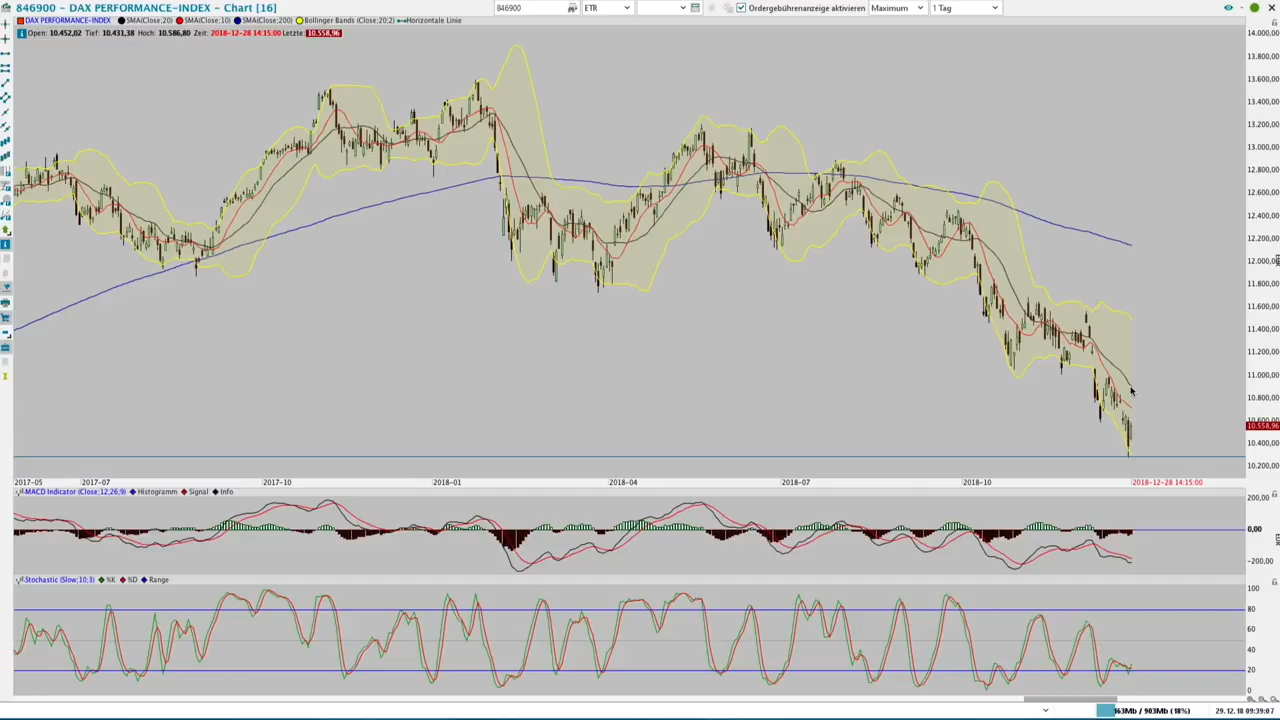 846900 - DAX PERFORMANCE-INDEX - Chart [16]
846900
ETR
Ordergebührenanzeige aktivieren
Maximum
1 Tag
DAX PERFORMANCE-INDEX SMA(Close;20) SMA(Close;10) SMA(Close;200) Bollinger Bands (Close;20;2) Horizontale Linie
Open: 10.452,02 Tief: 10.431,38 Hoch: 10.586,80 Zeit: 2018-12-28 14:15:00 Letzte: 10.558,96
14.000,00
13.800,00
13.600,00
13.400,00
13.200,00
13.000,00
12.800,00
12.600,00
12.400,00
12.200,00
12.000,00
11.800,00
11.600,00
11.400,00
11.200,00
11.000,00
10.800,00
10.558,96
10.400,00
10.200,00
2017-05 2017-07 2017-10 2018-01 2018-04 2018-07 2018-10 2018-12-28 14:15:00
MACD Indicator (Close;12;26;9) Histogramm Signal Info
200,00
0,00
-200,00
Stochastic (Slow;10;3) %K %D Range
100
80
60
40
20
0
163Mb / 903Mb (18%) 29.12.18 09:39:07